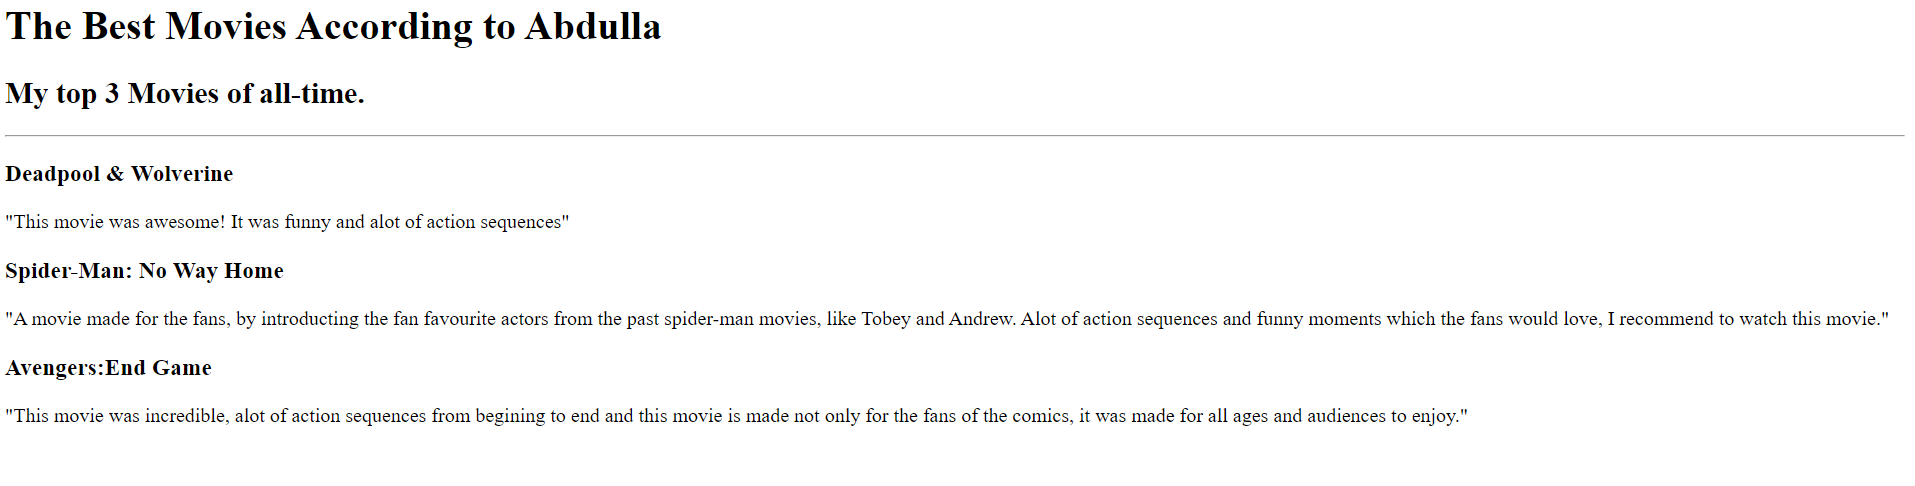 The Best Movies According to Abdulla
My top 3 Movies of all-time.
Deadpool & Wolverine
"This movie was awesome! It was funny and alot of action sequences"
Spider-Man: No Way Home
"A movie made for the fans, by introducting the fan favourite actors from the past spider-man movies, like Tobey and Andrew. Alot of action sequences and funny moments which the fans would love, I recommend to watch this movie."
Avengers:End Game
"This movie was incredible, alot of action sequences from begining to end and this movie is made not only for the fans of the comics, it was made for all ages and audiences to enjoy."